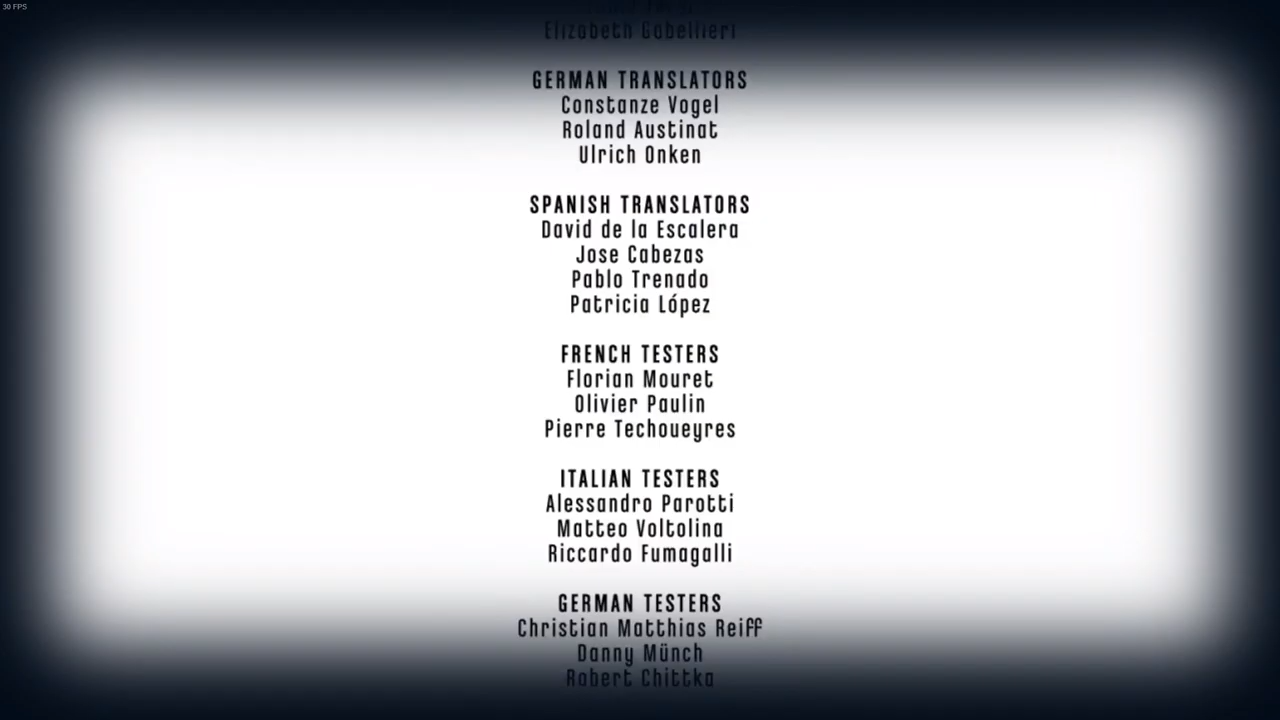 30 FPS
Elizabeth Gabellieri
GERMAN TRANSLATORS
Constanze Vogel
Roland Austinat
Ulrich Onken
SPANISH TRANSLATORS
David de la Escalera
Jose Cabezas
Pablo Trenado
Patricia López
FRENCH TESTERS
Florian Mouret
Olivier Paulin
Pierre Techoueyres
ITALIAN TESTERS
Alessandro Parotti
Matteo Voltolina
Riccardo Fumagalli
GERMAN TESTERS
Christian Matthias Reiff
Danny Münch
Robert Chittka